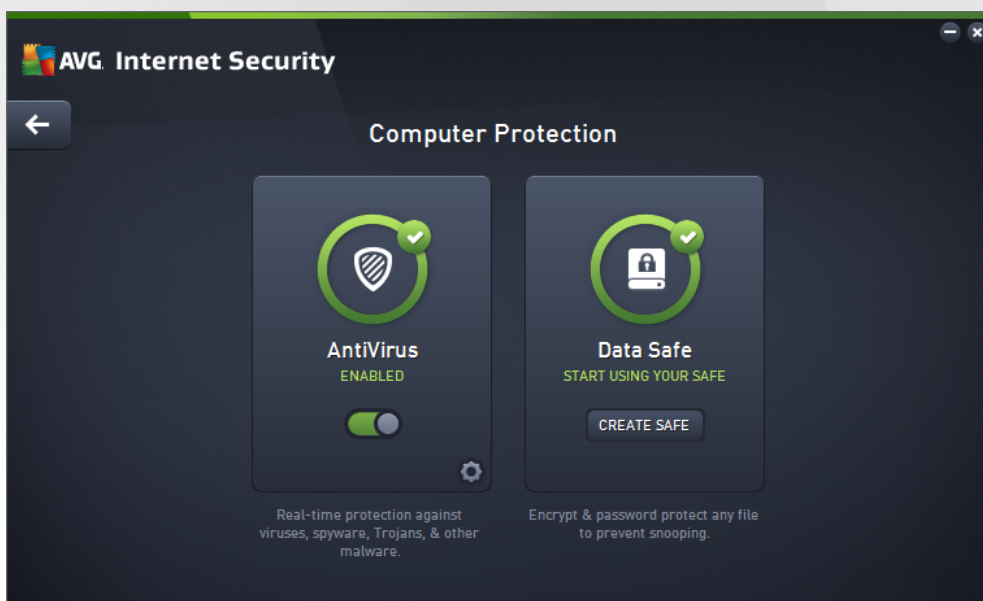 AVG Internet Security
Computer Protection
AntiVirus
ENABLED
Real-time protection against
viruses, spyware, Trojans, & other
malware.
Data Safe
START USING YOUR SAFE
CREATE SAFE
Encrypt & password protect any file
to prevent snooping.